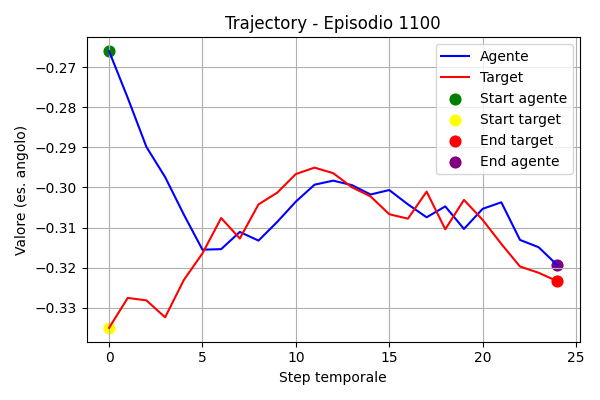 Trajectory - Episodio 1100
Valore (es. angolo)
−0.27
−0.28
−0.29
−0.30
−0.31
−0.32
−0.33
Agente
Target
Start agente
Start target
End target
End agente
0 5 10 15 20 25
Step temporale